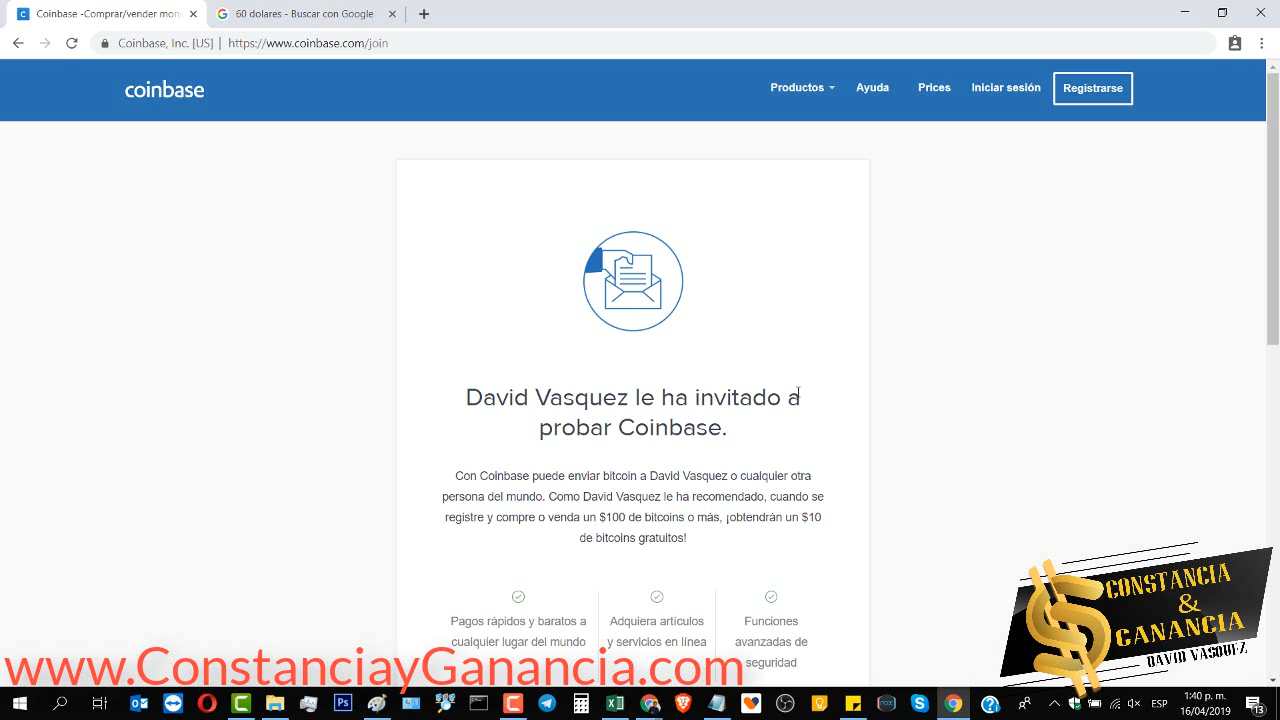 Coinbase -Comprar/vender mon
60 dolares - Buscar con Google
Coinbase, Inc. [US] | https://www.coinbase.com/join
coinbase
Productos
Ayuda
Prices
Iniciar sesión
Registrarse
David Vasquez le ha invitado a
probar Coinbase.
Con Coinbase puede enviar bitcoin a David Vasquez o cualquier otra
persona del mundo. Como David Vasquez le ha recomendado, cuando se
registre y compre o venda un $100 de bitcoins o más, ¡obtendrán un $10
de bitcoins gratuitos!
Pagos rápidos y baratos a
cualquier lugar del mundo
Adquiera artículos
y servicios en línea
Funciones
avanzadas de
seguridad
www.ConstanciayGanancia.com
CONSTANCIA
&
GANANCIA
DAVID VASQUEZ
1:40 p. m.
ESP
16/04/2019
13